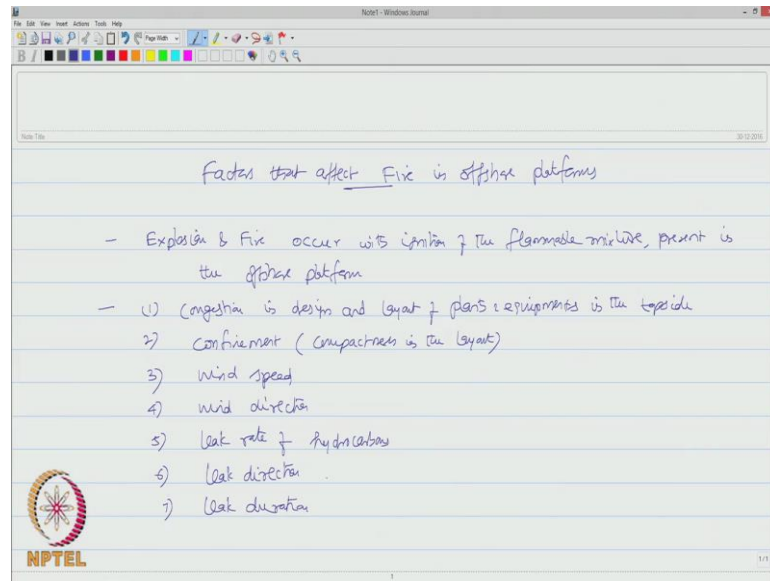 Note1 - Windows Journal
File Edit View Insert Actions Tools Help
Page Width
B I
Note Title
30-12-2016
Factors that affect Fire in offshore platforms
- Explosion & Fire occur with ignition of the flammable mixture, present in
the offshore platform
- (1) Congestion in design and layout of plants & equipments in the topside
2) Confinement (compactness in the layout)
3) Wind speed
4) Wind direction
5) Leak rate of hydrocarbons
6) Leak direction.
7) Leak duration
NPTEL
1/1
1